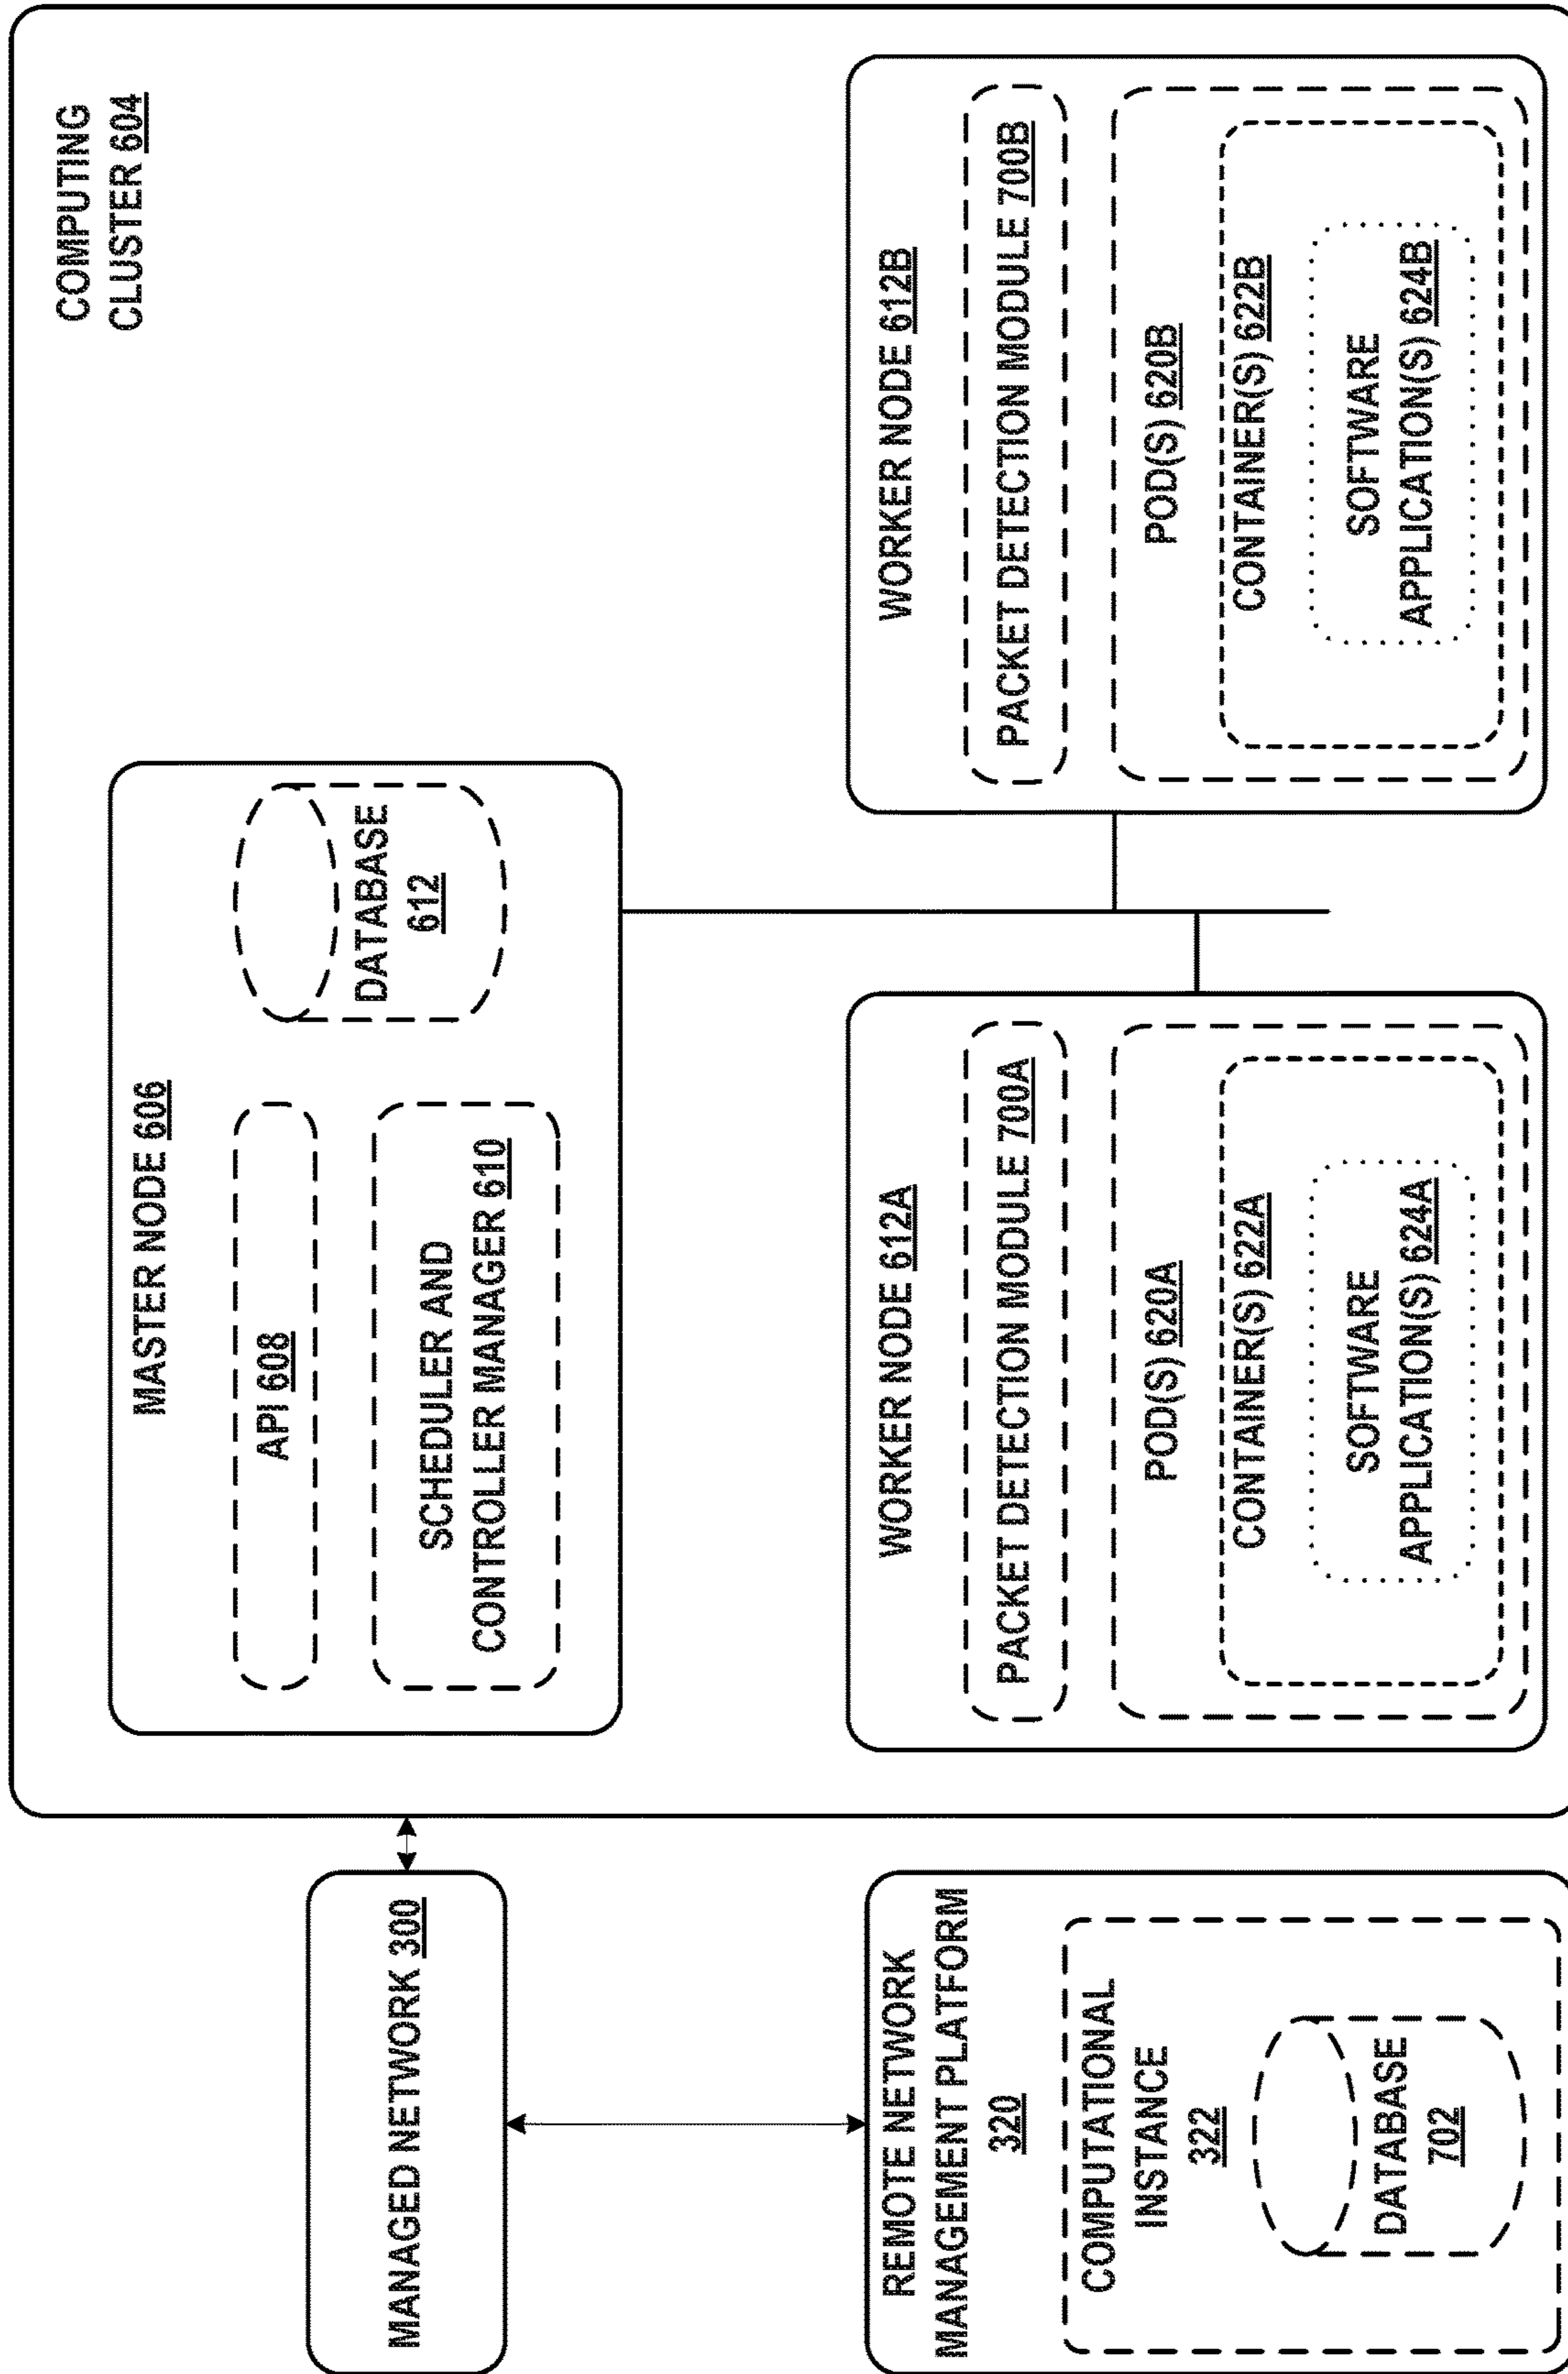 MANAGED NETWORK 300
REMOTE NETWORK
MANAGEMENT PLATFORM
320
COMPUTATIONAL
INSTANCE
322
DATABASE
702
COMPUTING
CLUSTER 604
MASTER NODE 606
API 608
SCHEDULER AND
CONTROLLER MANAGER 610
DATABASE
612
WORKER NODE 612A
PACKET DETECTION MODULE 700A
POD(S) 620A
CONTAINER(S) 622A
SOFTWARE
APPLICATION(S) 624A
WORKER NODE 612B
PACKET DETECTION MODULE 700B
POD(S) 620B
CONTAINER(S) 622B
SOFTWARE
APPLICATION(S) 624B